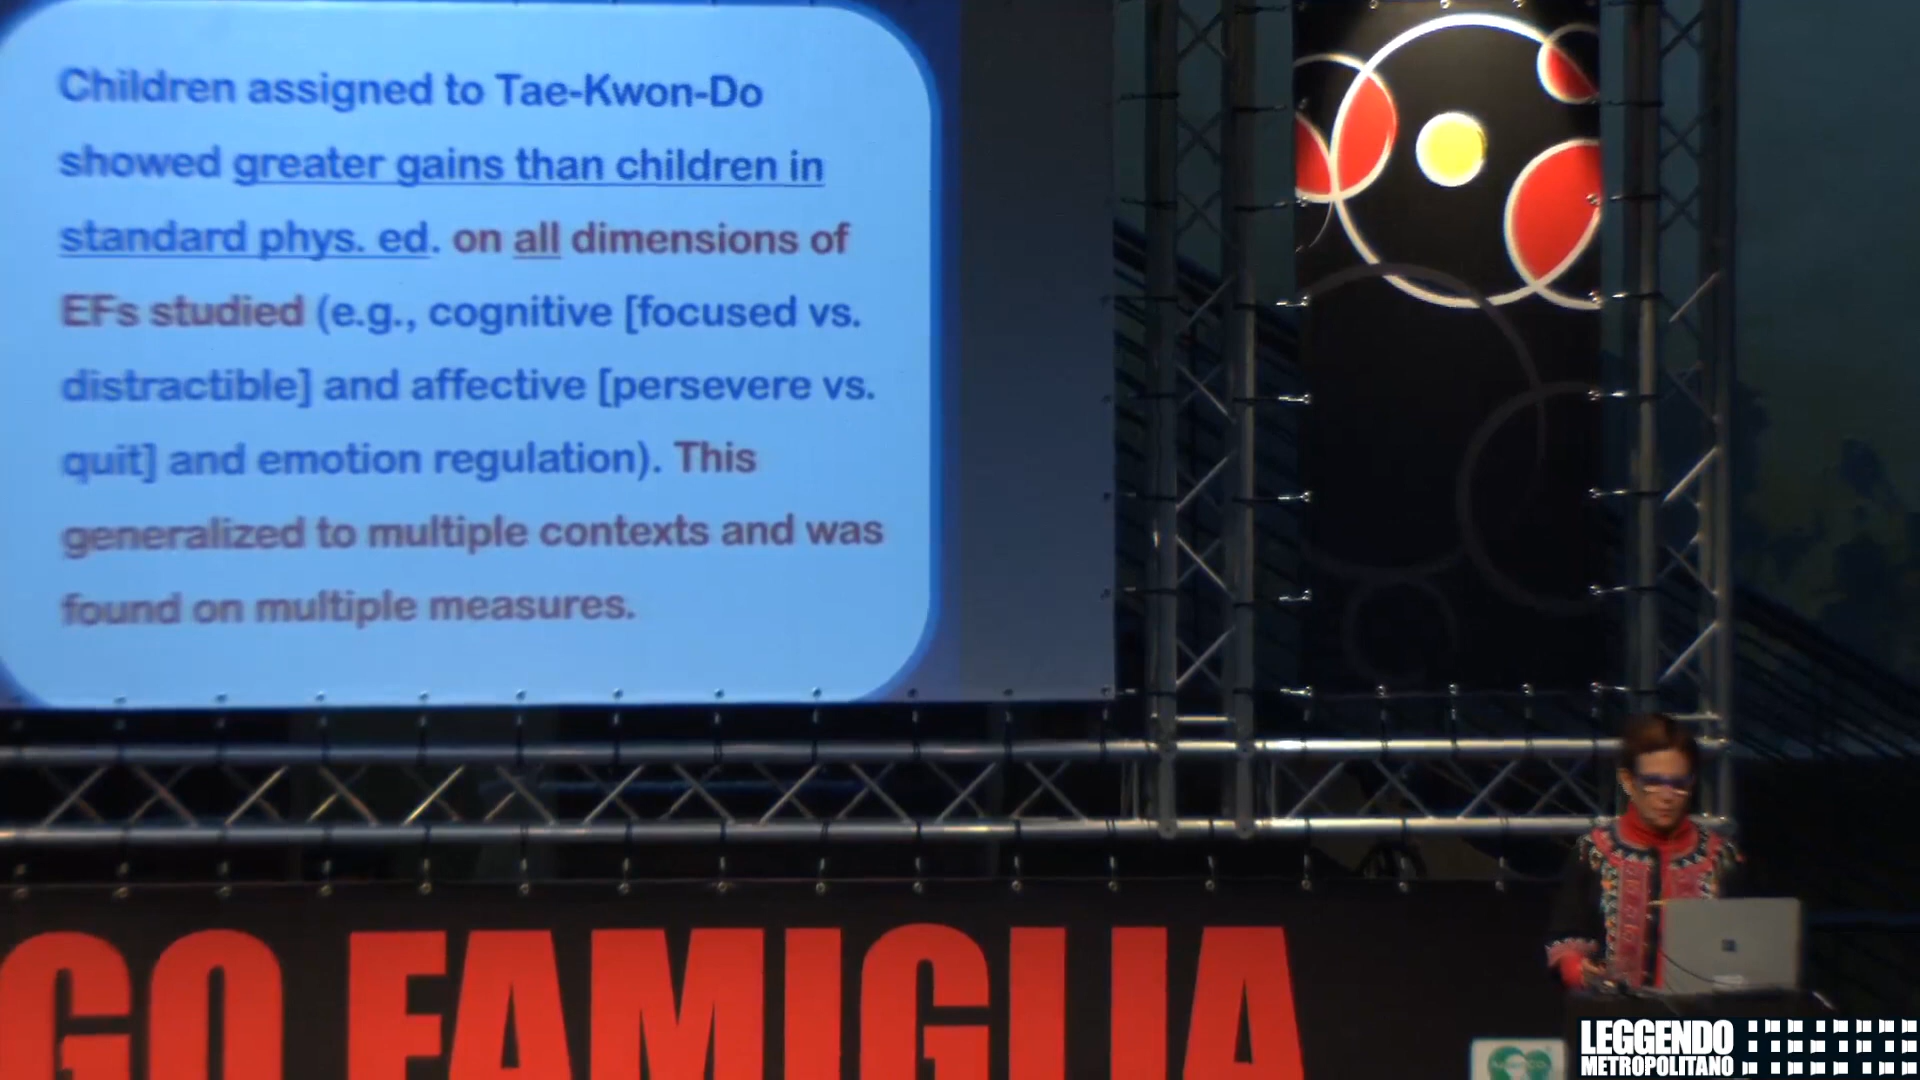 Children assigned to Tae-Kwon-Do
showed greater gains than children in
standard phys. ed. on all dimensions of
EFs studied (e.g., cognitive [focused vs.
distractible] and affective [persevere vs.
quit] and emotion regulation). This
generalized to multiple contexts and was
found on multiple measures.
GO FAMIGLIA
LEGGENDO
METROPOLITANO